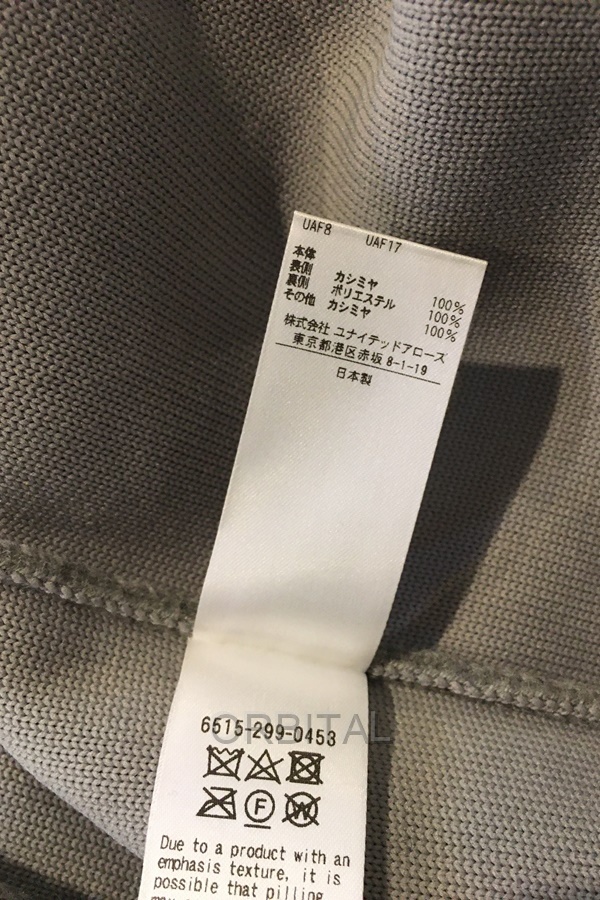 UAF8 UAF17
本体
表側 カシミヤ 100%
裏側 ポリエステル 100%
その他 カシミヤ 100%
株式会社 ユナイテッドアローズ
東京都港区赤坂 8-1-19
日本製
6515-299-0453
ORBITAL
F W
Due to a product with an
emphasis texture, it is
possible that pilling